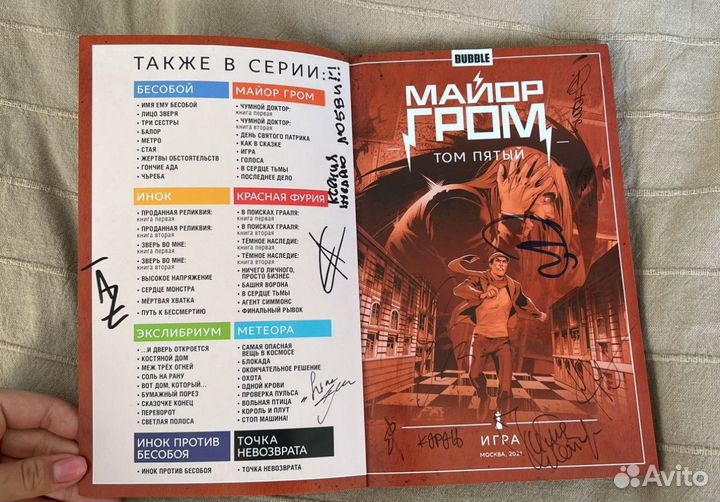 ТАКЖЕ В СЕРИИ:
БЕСОБОЙ
• ИМЯ ЕМУ БЕСОБОЙ
• ЛИЦО ЗВЕРЯ
• ТРИ СЕСТРЫ
• БАЛОР
• МЕТРО
• СТАЯ
• ЖЕРТВЫ ОБСТОЯТЕЛЬСТВ
• ГОНЧИЕ АДА
• ЧЬРЕБА
МАЙОР ГРОМ
• ЧУМНОЙ ДОКТОР:
книга первая
• ЧУМНОЙ ДОКТОР:
книга вторая
• ДЕНЬ СВЯТОГО ПАТРИКА
• КАК В СКАЗКЕ
• ИГРА
• ГОЛОСА
• В СЕРДЦЕ ТЬМЫ
• ПОСЛЕДНЕЕ ДЕЛО
ИНОК
• ПРОДАННАЯ РЕЛИКВИЯ:
книга первая
• ПРОДАННАЯ РЕЛИКВИЯ:
книга вторая
• ЗВЕРЬ ВО МНЕ:
книга первая
• ЗВЕРЬ ВО МНЕ:
книга вторая
• ВЫСОКОЕ НАПРЯЖЕНИЕ
• СЕРДЦЕ МОНСТРА
• МЁРТВАЯ ХВАТКА
• ПУТЬ К БЕССМЕРТИЮ
КРАСНАЯ ФУРИЯ
• В ПОИСКАХ ГРААЛЯ:
книга первая
• В ПОИСКАХ ГРААЛЯ:
книга вторая
• ТЁМНОЕ НАСЛЕДИЕ:
книга первая
• ТЁМНОЕ НАСЛЕДИЕ:
книга вторая
• НИЧЕГО ЛИЧНОГО,
ПРОСТО БИЗНЕС
• БАШНЯ ВОРОНА
• В СЕРДЦЕ ТЬМЫ
• АГЕНТ СИММОНС
• ФИНАЛЬНЫЙ РЫВОК
ЭКСЛИБРИУМ
• ...И ДВЕРЬ ОТКРОЕТСЯ
• КОСТЯНОЙ ДОМ
• МЕЖ ТРЁХ ОГНЕЙ
• СОЛЬ НА РАНУ
• ВОТ ДОМ, КОТОРЫЙ...
• БУМАЖНЫЙ ПОРЕЗ
• СКАЗОЧКЕ КОНЕЦ
• ПЕРЕВОРОТ
• СВЕТЛАЯ ПОЛОСА
МЕТЕОРА
• САМАЯ ОПАСНАЯ
ВЕЩЬ В КОСМОСЕ
• БЛОКАДА
• ОКОНЧАТЕЛЬНОЕ РЕШЕНИЕ
• ОХОТА
• ОДНОЙ КРОВИ
• ПРОВЕРКА ПУЛЬСА
• ВОЛЬНАЯ ПТИЦА
• КОРОЛЬ И ПЛУТ
• СТОП МАШИНА!
ИНОК ПРОТИВ
БЕСОБОЯ
• ИНОК ПРОТИВ БЕСОБОЯ
ТОЧКА
НЕВОЗВРАТА
• ТОЧКА НЕВОЗВРАТА
Ксения
желаю любви!!
BUBBLE
МАЙОР
ГРОМ
ТОМ ПЯТЫЙ
ИГРА
МОСКВА, 2021
Avito